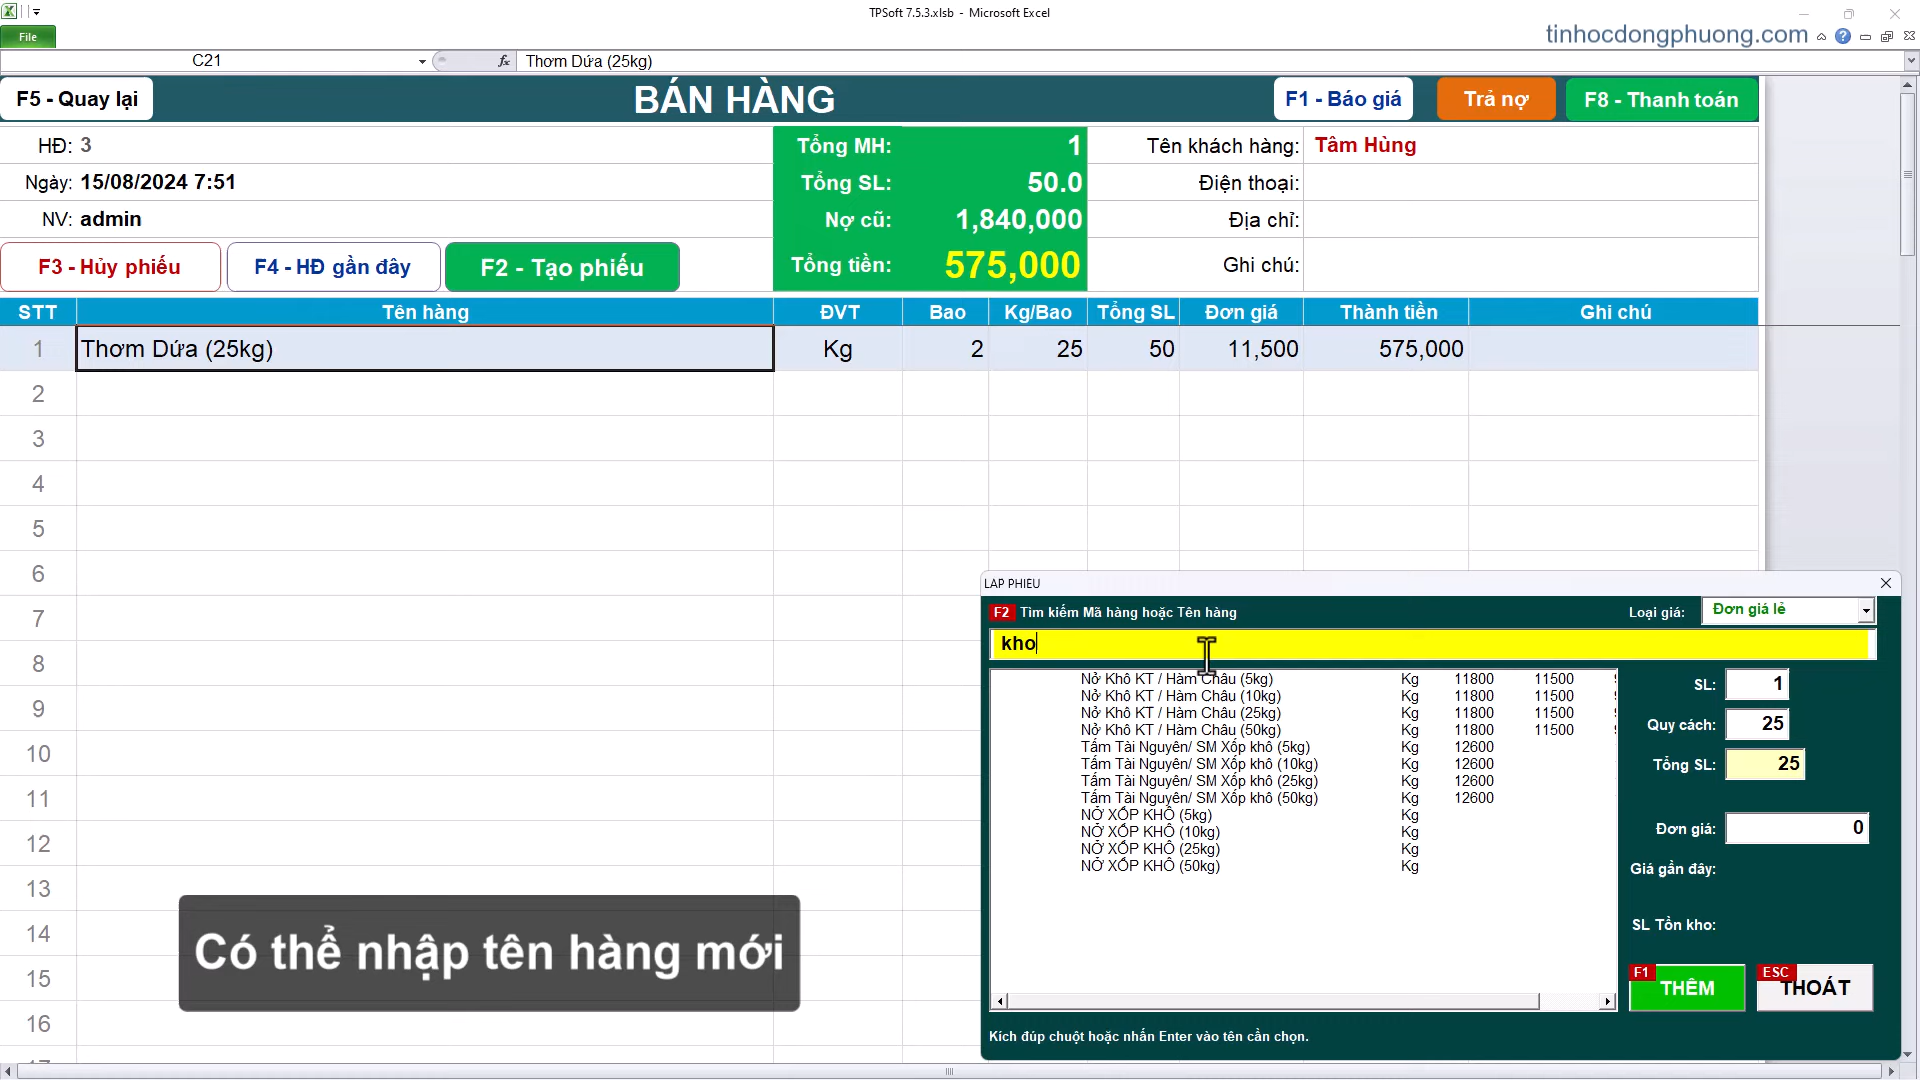 TPSoft 7.5.3.xlsb - Microsoft Excel
File
tinhocdongphuong.com
C21
fx
Thơm Dứa (25kg)
F5 - Quay lại
BÁN HÀNG
F1 - Báo giá
Trả nợ
F8 - Thanh toán
HĐ: 3
Tổng MH: 1
Tên khách hàng: Tâm Hùng
Ngày: 15/08/2024 7:51
Tổng SL: 50.0
Điện thoại:
NV: admin
Nợ cũ: 1,840,000
Địa chỉ:
F3 - Hủy phiếu
F4 - HĐ gần đây
F2 - Tạo phiếu
Tổng tiền: 575,000
Ghi chú:
STT Tên hàng ĐVT Bao Kg/Bao Tổng SL Đơn giá Thành tiền Ghi chú
1 Thơm Dứa (25kg) Kg 2 25 50 11,500 575,000
2
3
4
5
6
7
8
9
10
11
12
13
14
15
16
LAP PHIEU
F2 Tìm kiếm Mã hàng hoặc Tên hàng
Loại giá: Đơn giá lẻ
kho
Nở Khô KT / Hàm Châu (5kg) Kg 11800 11500
Nở Khô KT / Hàm Châu (10kg) Kg 11800 11500
Nở Khô KT / Hàm Châu (25kg) Kg 11800 11500
Nở Khô KT / Hàm Châu (50kg) Kg 11800 11500
Tấm Tài Nguyên/ SM Xốp khô (5kg) Kg 12600
Tấm Tài Nguyên/ SM Xốp khô (10kg) Kg 12600
Tấm Tài Nguyên/ SM Xốp khô (25kg) Kg 12600
Tấm Tài Nguyên/ SM Xốp khô (50kg) Kg 12600
NỞ XỐP KHÔ (5kg) Kg
NỞ XỐP KHÔ (10kg) Kg
NỞ XỐP KHÔ (25kg) Kg
NỞ XỐP KHÔ (50kg) Kg
SL: 1
Quy cách: 25
Tổng SL: 25
Đơn giá: 0
Giá gần đây:
SL Tồn kho:
F1 THÊM
ESC THOÁT
Kích đúp chuột hoặc nhấn Enter vào tên cần chọn.
Có thể nhập tên hàng mới